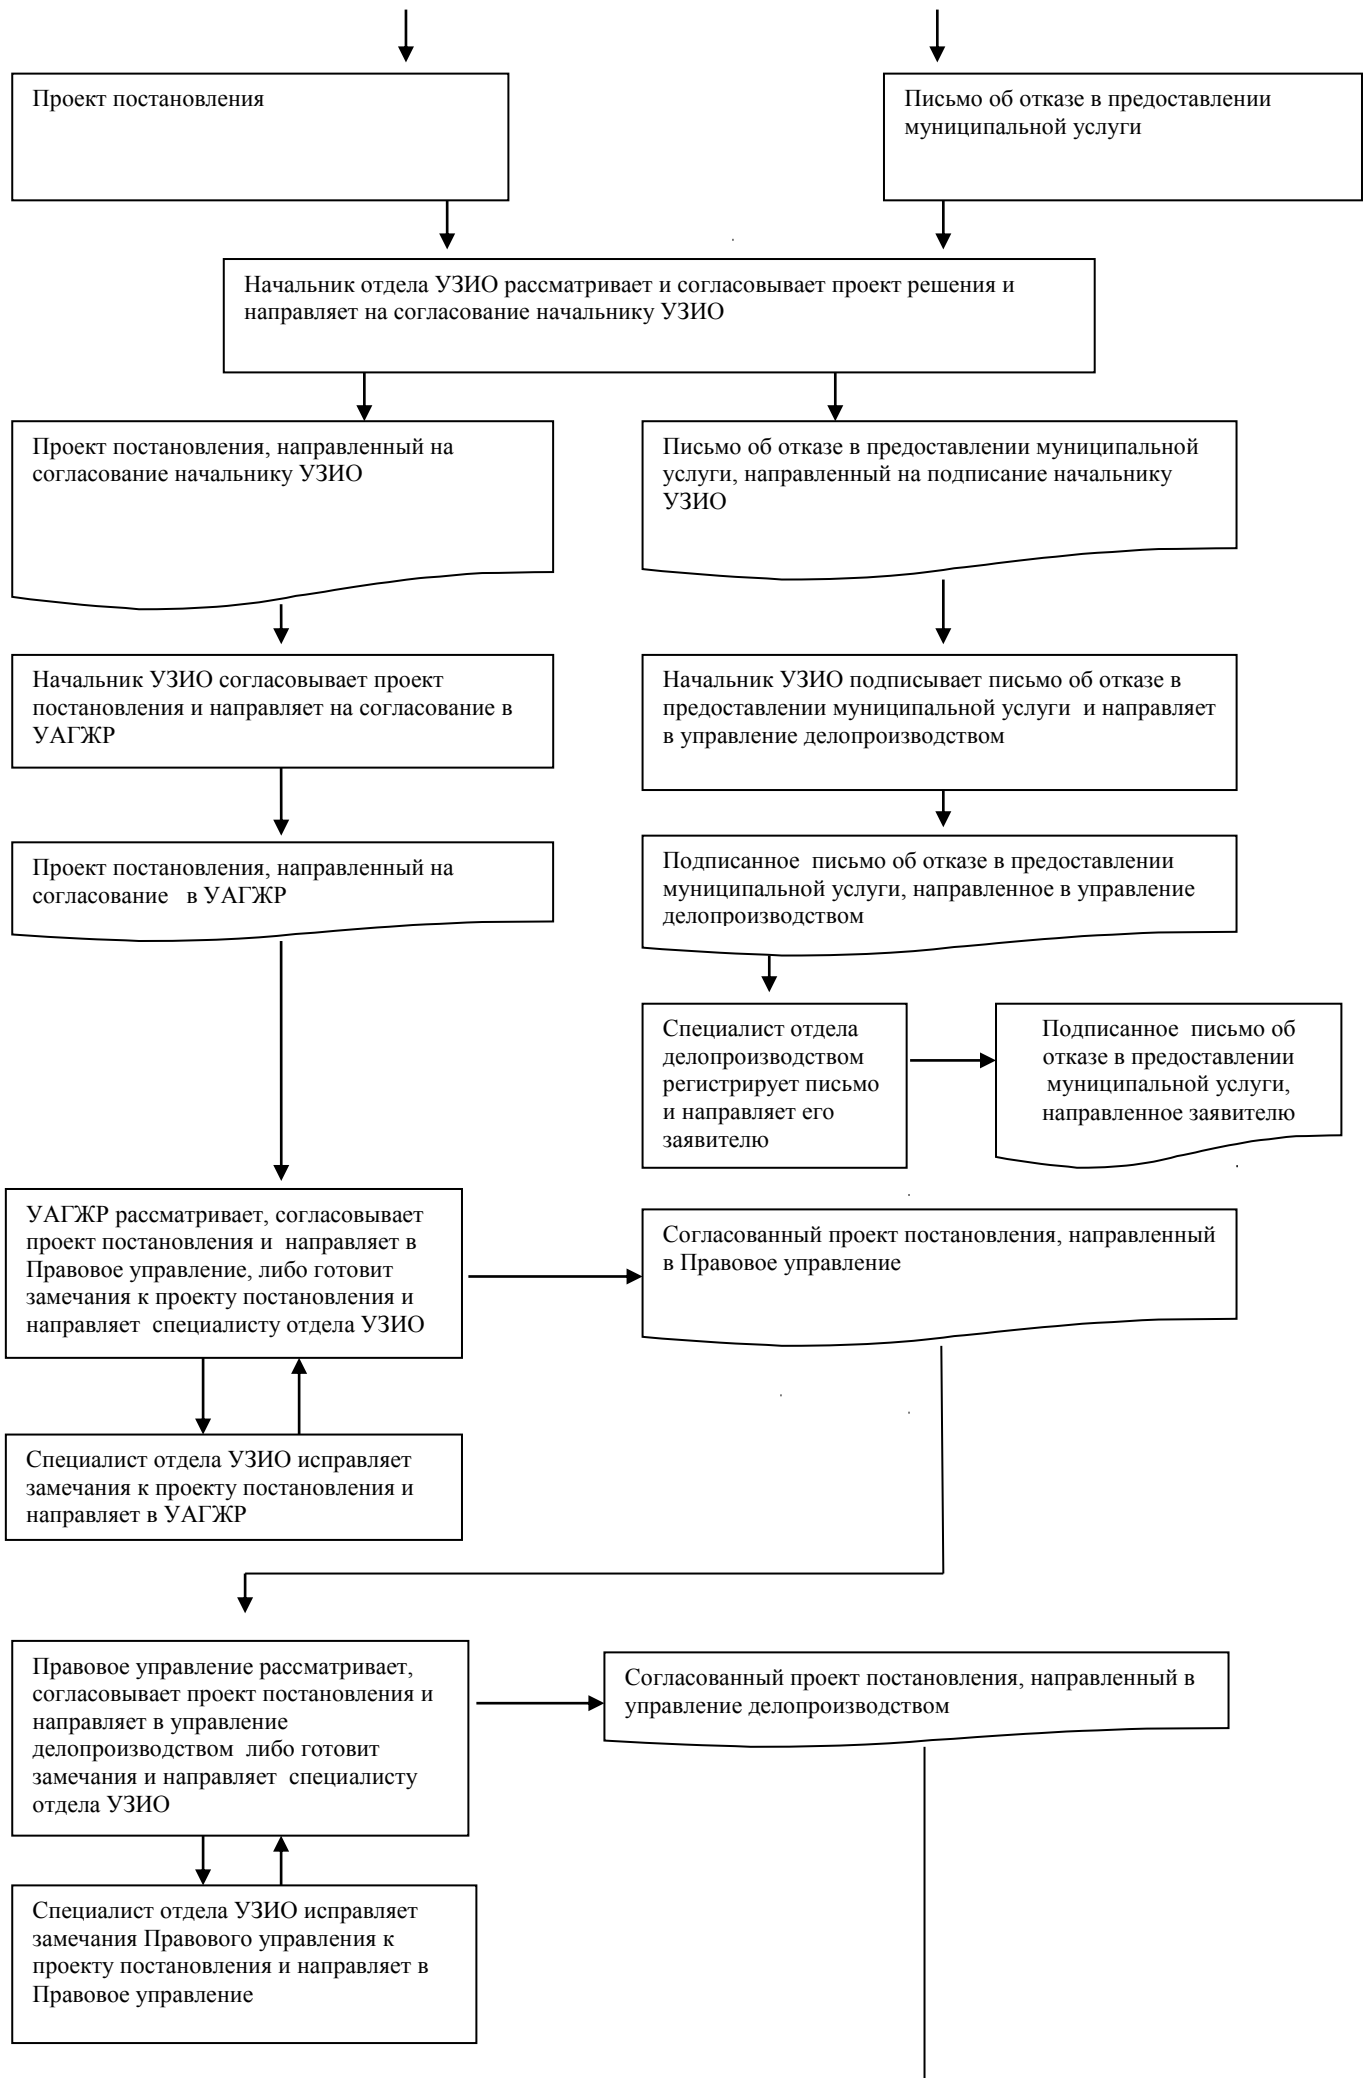 Проект постановления
Письмо об отказе в предоставлении
муниципальной услуги
Начальник отдела УЗИО рассматривает и согласовывает проект решения и
направляет на согласование начальнику УЗИО
Проект постановления, направленный на
согласование начальнику УЗИО
Письмо об отказе в предоставлении муниципальной
услуги, направленный на подписание начальнику
УЗИО
Начальник УЗИО согласовывает проект
постановления и направляет на согласование в
УАГЖР
Начальник УЗИО подписывает письмо об отказе в
предоставлении муниципальной услуги и направляет
в управление делопроизводством
Проект постановления, направленный на
согласование в УАГЖР
Подписанное письмо об отказе в предоставлении
муниципальной услуги, направленное в управление
делопроизводством
Специалист отдела
делопроизводством
регистрирует письмо
и направляет его
заявителю
Подписанное письмо об
отказе в предоставлении
муниципальной услуги,
направленное заявителю
УАГЖР рассматривает, согласовывает
проект постановления и направляет в
Правовое управление, либо готовит
замечания к проекту постановления и
направляет специалисту отдела УЗИО
Согласованный проект постановления, направленный
в Правовое управление
Специалист отдела УЗИО исправляет
замечания к проекту постановления и
направляет в УАГЖР
Правовое управление рассматривает,
согласовывает проект постановления и
направляет в управление
делопроизводством либо готовит
замечания и направляет специалисту
отдела УЗИО
Согласованный проект постановления, направленный в
управление делопроизводством
Специалист отдела УЗИО исправляет
замечания Правового управления к
проекту постановления и направляет в
Правовое управление